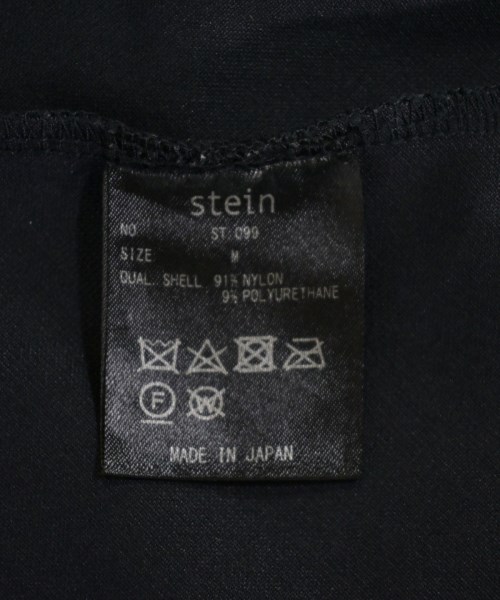 stein
NO ST.099
SIZE M
DUAL. SHELL 91% NYLON
9% POLYURETHANE
F W
MADE IN JAPAN